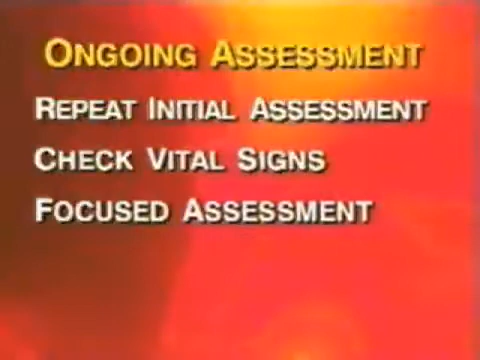 ONGOING ASSESSMENT
REPEAT INITIAL ASSESSMENT
CHECK VITAL SIGNS
FOCUSED ASSESSMENT